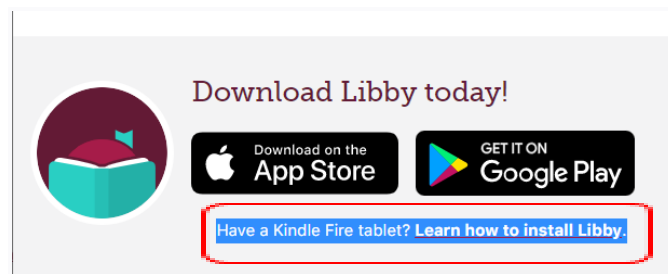 Download Libby today!
Download on the
App Store
GET IT ON
Google Play
Have a Kindle Fire tablet? Learn how to install Libby.